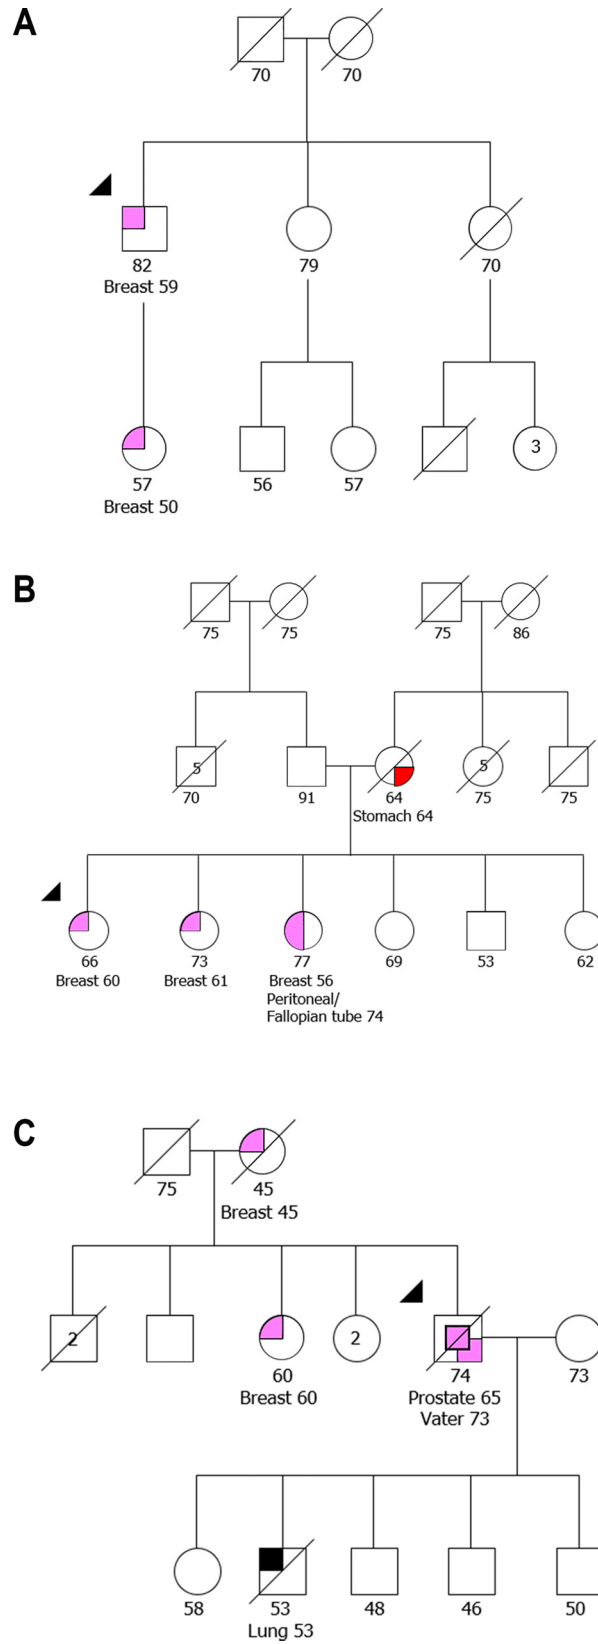 A
70 70
82 79 70
Breast 59
3
57 56 57
Breast 50
B
75 75 75 86
5 5
70 91 64 75 75
Stomach 64
66 73 77 69 53 62
Breast 60 Breast 61 Breast 56
Peritoneal/
Fallopian tube 74
C
75 45
Breast 45
2 2
60 74 73
Breast 60 Prostate 65
Vater 73
58 53 48 46 50
Lung 53